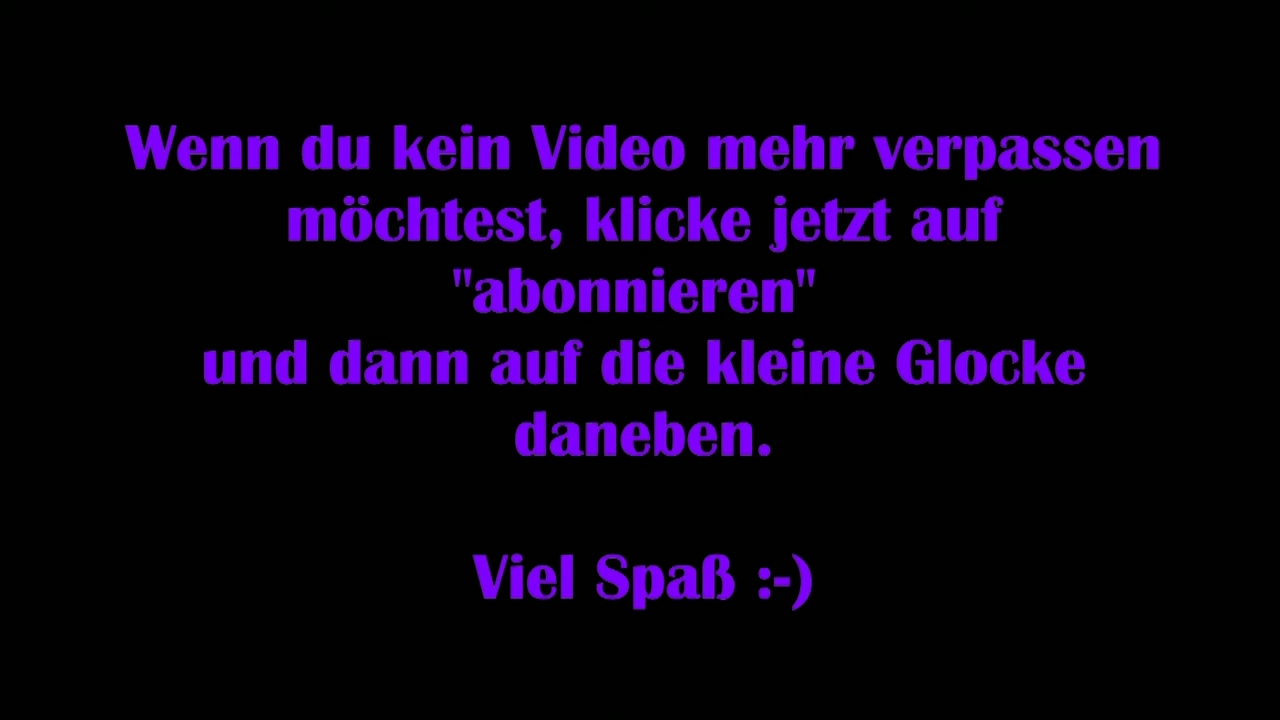 Wenn du kein Video mehr verpassen
möchtest, klicke jetzt auf
"abonnieren"
und dann auf die kleine Glocke
daneben.
Viel Spaß :-)